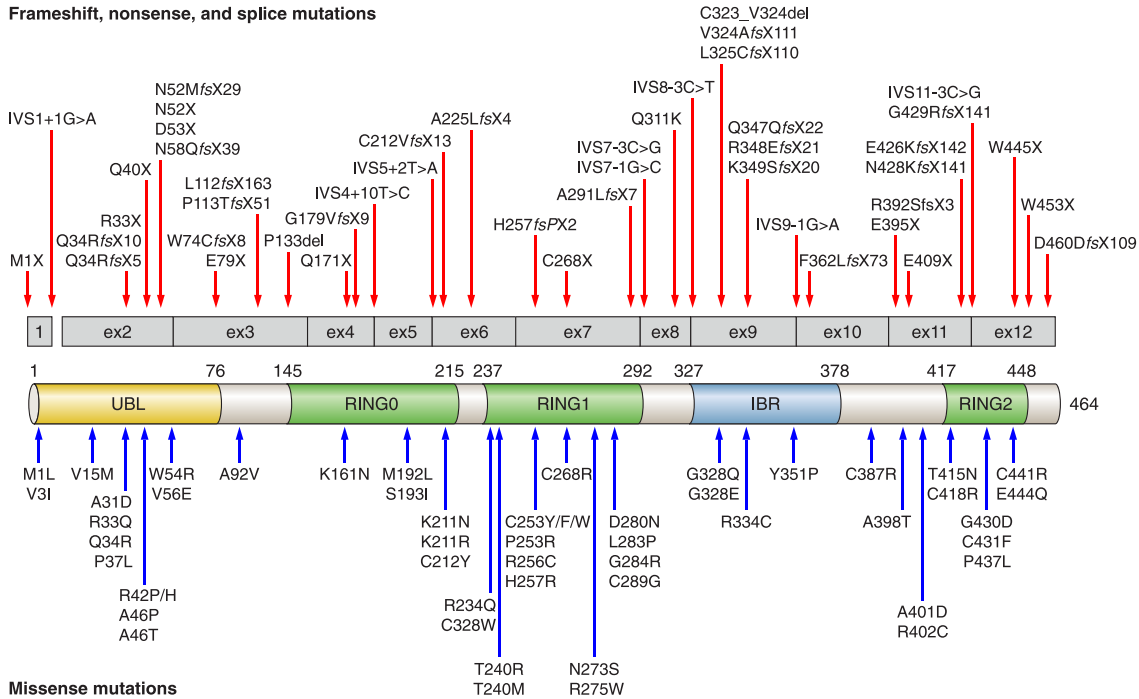 Frameshift, nonsense, and splice mutations
C323_V324del
V324AfsX111
L325CfsX110
IVS1+1G>A
N52MfsX29
N52X
D53X
N58QfsX39
A225LfsX4
IVS8-3C>T
IVS11-3C>G
G429RfsX141
Q40X
C212VfsX13
Q311K
Q347QfsX22
R348EfsX21
K349SfsX20
IVS7-3C>G
IVS7-1G>C
E426KfsX142
N428KfsX141
W445X
L112fsX163
P113TfsX51
IVS5+2T>A
IVS4+10T>C
A291LfsX7
R33X
Q34RfsX10
Q34RfsX5
G179VfsX9
H257fsPX2
IVS9-1G>A
R392SfsX3
E395X
W453X
M1X
W74CfsX8
E79X
P133del
Q171X
C268X
F362LfsX73
E409X
D460DfsX109
1 ex2 ex3 ex4 ex5 ex6 ex7 ex8 ex9 ex10 ex11 ex12
1 76 145 215 237 292 327 378 417 448
UBL RING0 RING1 IBR RING2 464
M1L
V3I
V15M
W54R
V56E
A92V
K161N
M192L
S193I
C268R
G328Q
G328E
Y351P
C387R
T415N
C418R
C441R
E444Q
A31D
R33Q
Q34R
P37L
K211N
K211R
C212Y
C253Y/F/W
P253R
R256C
H257R
D280N
L283P
G284R
C289G
R334C
A398T
G430D
C431F
P437L
R42P/H
A46P
A46T
R234Q
C328W
A401D
R402C
T240R
T240M
N273S
R275W
Missense mutations